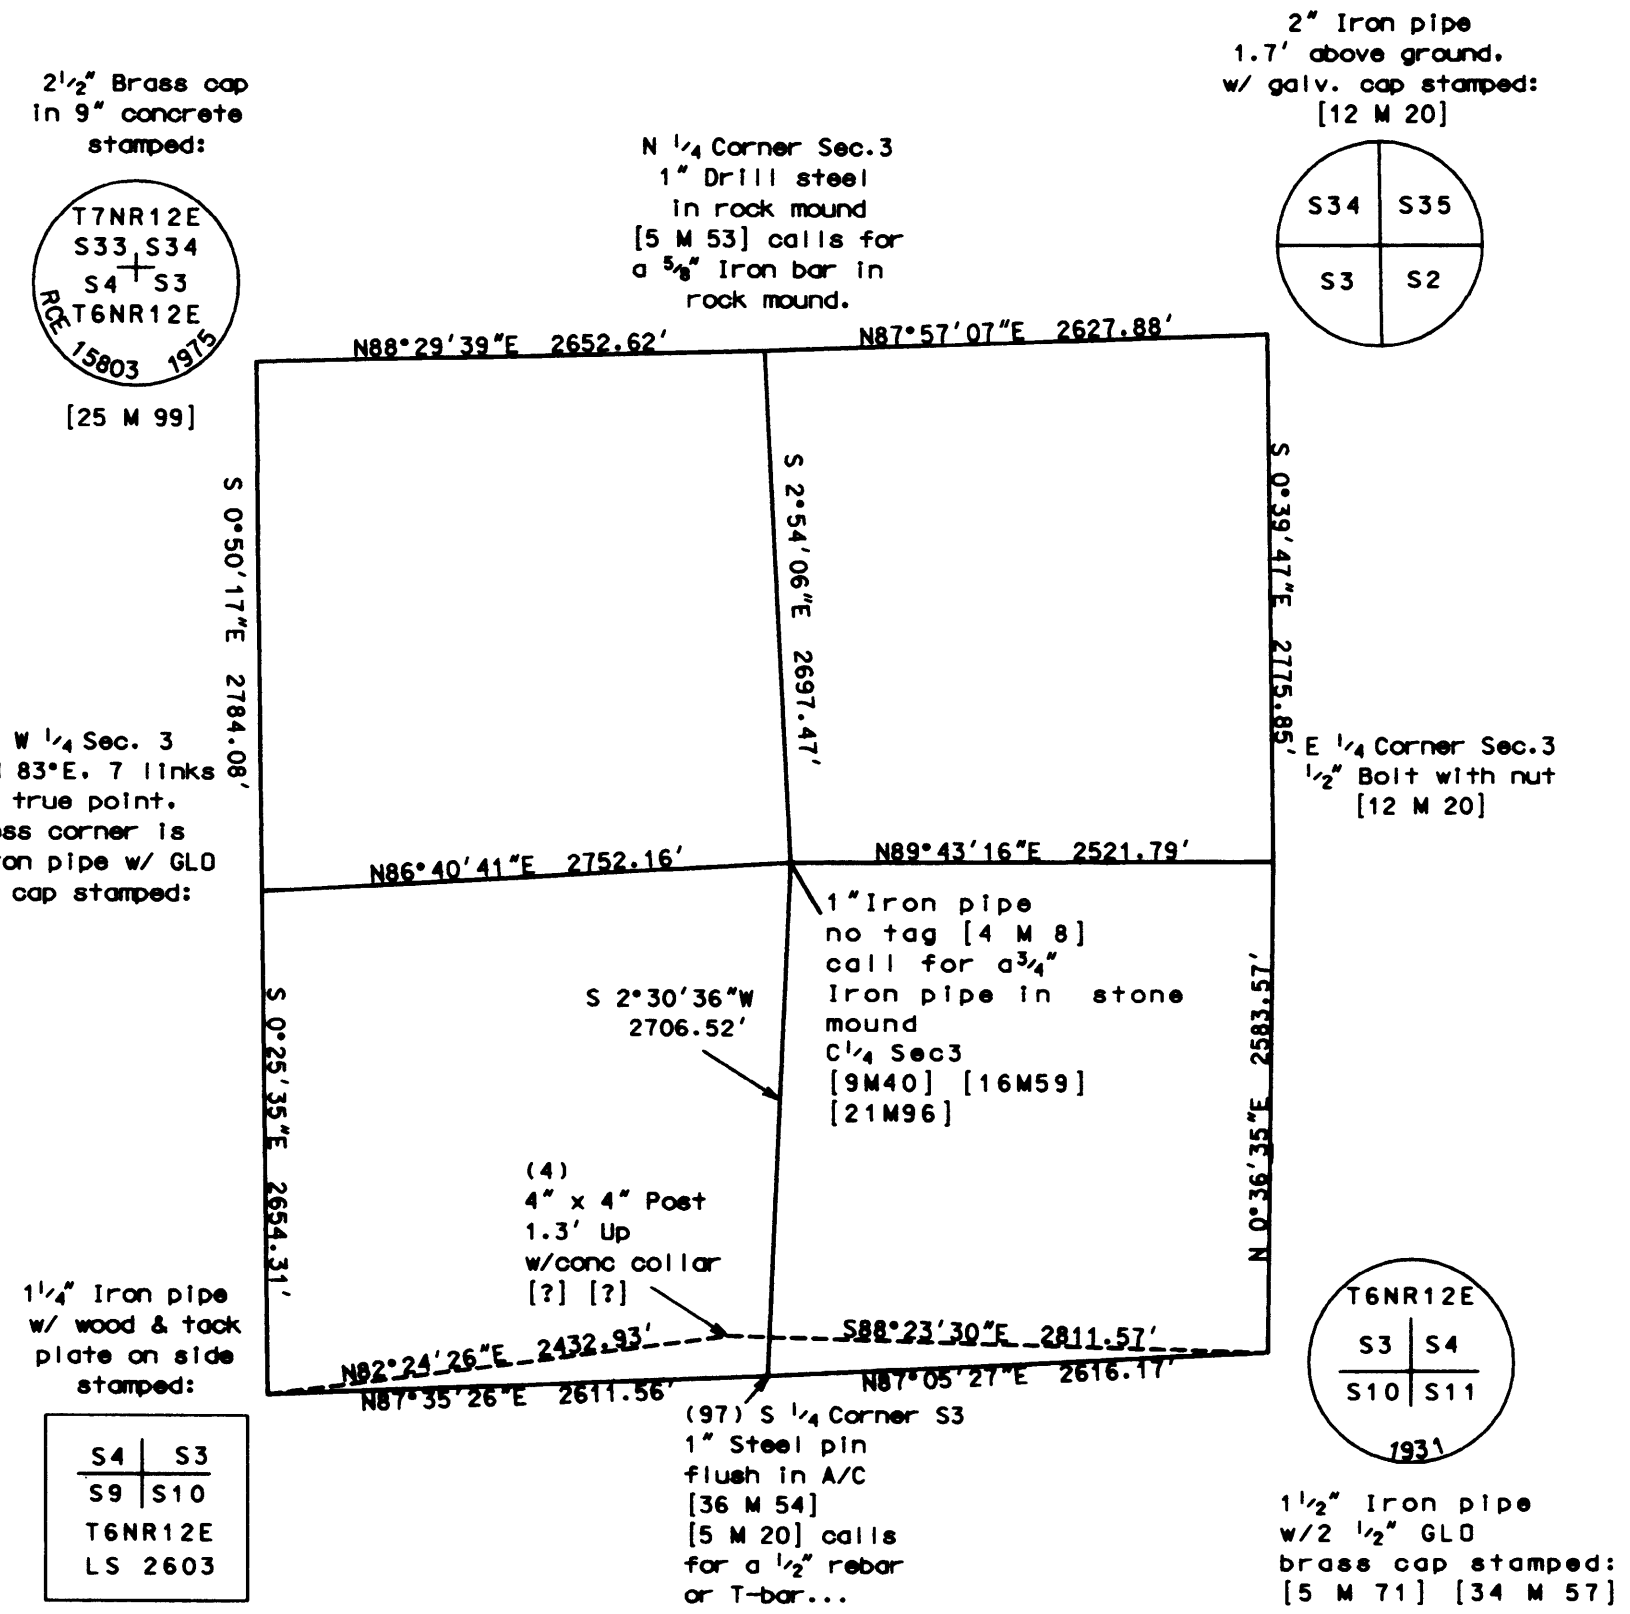 2" Iron pipe
1.7' above ground.
w/ galv. cap stamped:
[12 M 20]
S34 S35
S3 S2
2 1/2" Brass cap
in 9" concrete
stamped:
T7NR12E
S33 S34
S4 S3
T6NR12E
RCE 15803 1975
[25 M 99]
N 1/4 Corner Sec.3
1" Drill steel
in rock mound
[5 M 53] calls for
a 5/8" Iron bar in
rock mound.
N88°29'39"E 2652.62'
N87°57'07"E 2627.88'
S 0°50'17"E 2784.08'
S 2°54'06"E 2697.47'
S 0°39'47"E 2775.85'
W 1/4 Sec. 3
83°E. 7 links
true point.
ss corner is
on pipe w/ GLO
cap stamped:
E 1/4 Corner Sec.3
1/2" Bolt with nut
[12 M 20]
N86°40'41"E 2752.16'
N89°43'16"E 2521.79'
1"Iron pipe
no tag [4 M 8]
call for a 3/4"
Iron pipe in stone
mound
C 1/4 Sec3
[9M40] [16M59]
[21M96]
S 2°30'36"W
2706.52'
S 0°25'35"E 2654.31'
N 0°36'35"E 2583.57'
(4)
4" x 4" Post
1.3' Up
w/conc collar
[?] [?]
N82°24'26"E 2432.93'
S88°23'30"E 2811.57'
N87°35'26"E 2611.56'
N87°05'27"E 2616.17'
1 1/4" Iron pipe
w/ wood & tack
plate on side
stamped:
S4 S3
S9 S10
T6NR12E
LS 2603
(97) S 1/4 Corner S3
1" Steel pin
flush in A/C
[36 M 54]
[5 M 20] calls
for a 1/2" rebar
or T-bar...
T6NR12E
S3 S4
S10 S11
1931
1 1/2" Iron pipe
w/2 1/2" GLO
brass cap stamped:
[5 M 71] [34 M 57]